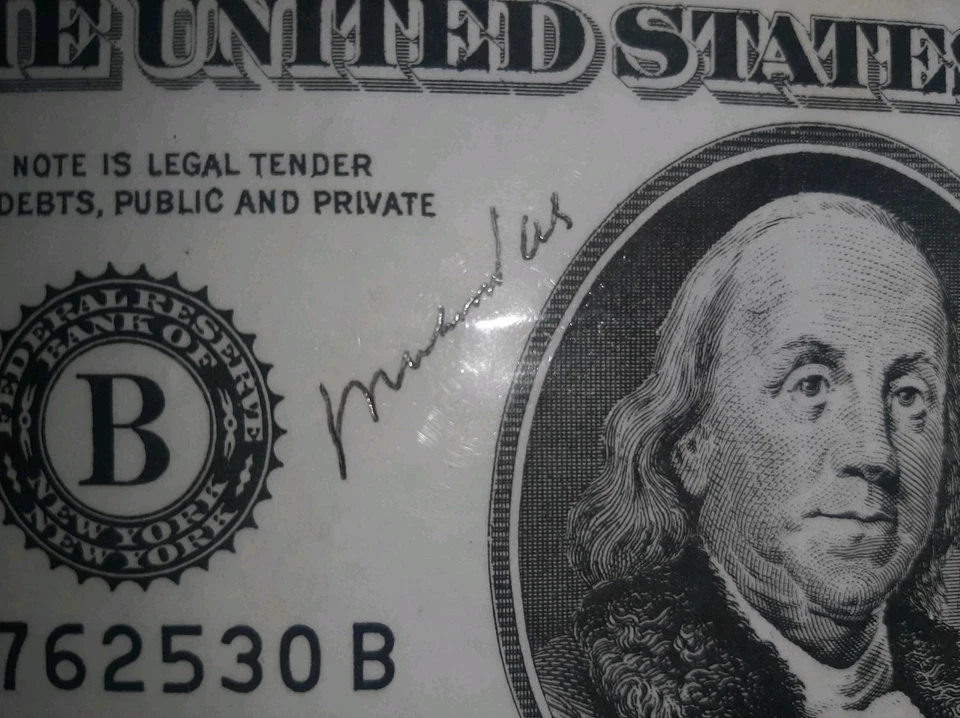 UNITED STATES
NOTE IS LEGAL TENDER
DEBTS, PUBLIC AND PRIVATE
FEDERAL RESERVE
BANK OF
B
NEW YORK
NEW YORK
762530 B